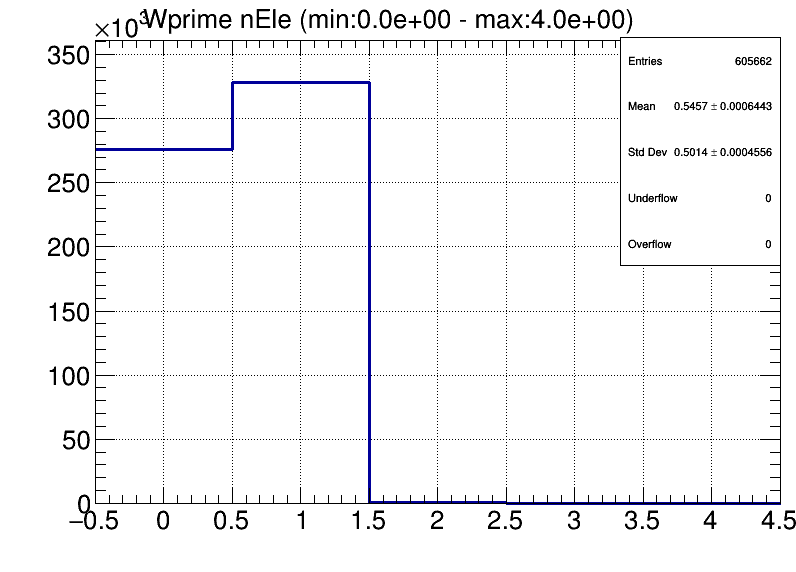 ×10³
Wprime nEle (min:0.0e+00 - max:4.0e+00)
Entries 605662
Mean 0.5457 ± 0.0006443
Std Dev 0.5014 ± 0.0004556
Underflow 0
Overflow 0
350
300
250
200
150
100
50
0
−0.5 0 0.5 1 1.5 2 2.5 3 3.5 4 4.5